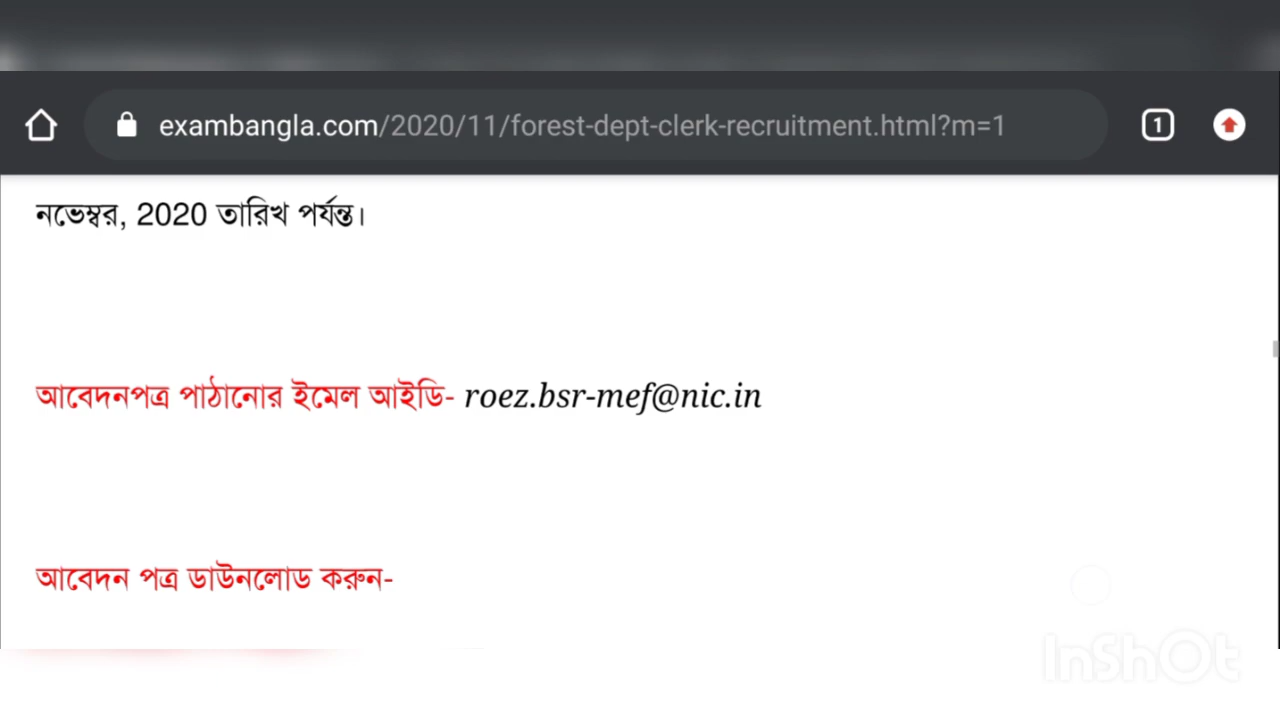 exambangla.com/2020/11/forest-dept-clerk-recruitment.html?m=1
1
নভেম্বর, 2020 তারিখ পর্যন্ত।
আবেদনপত্র পাঠানোর ইমেল আইডি- roez.bsr-mef@nic.in
আবেদন পত্র ডাউনলোড করুন-
InShOt